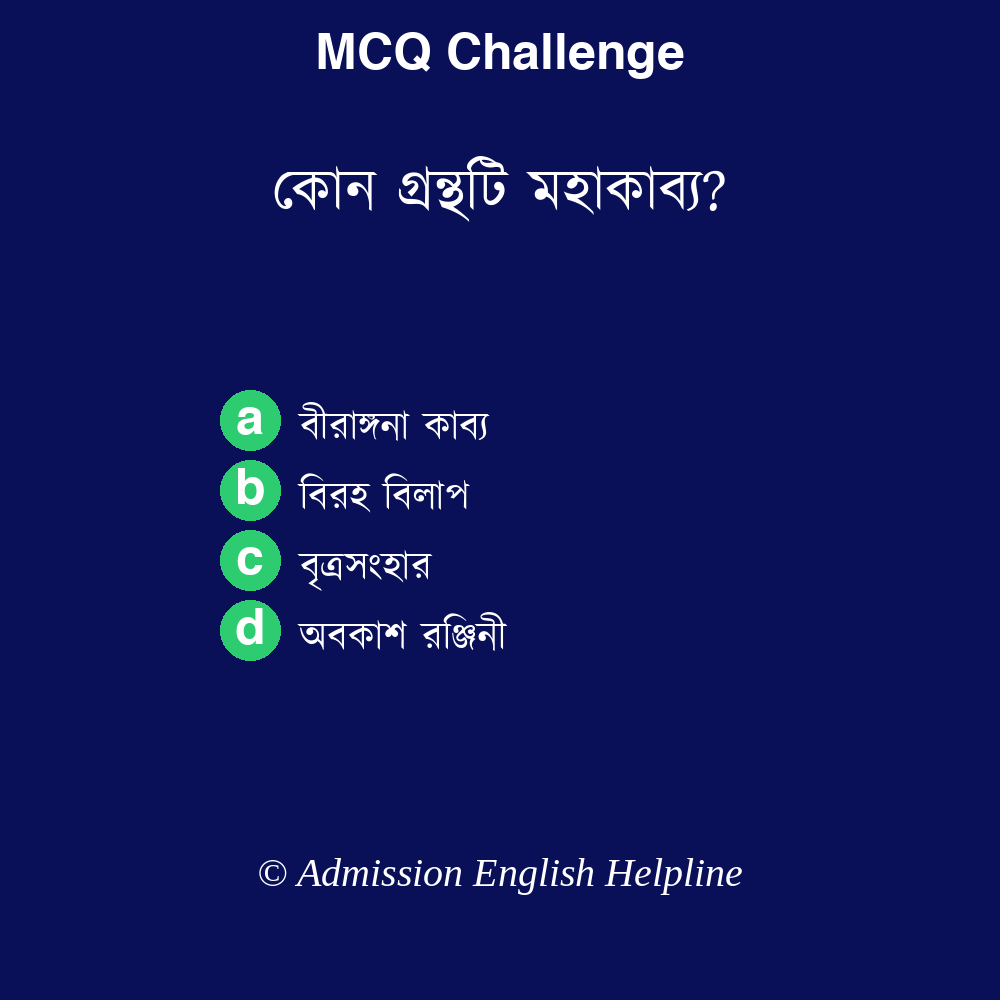 MCQ Challenge
কোন গ্রন্থটি মহাকাব্য?
a বীরাঙ্গনা কাব্য
b বিরহ বিলাপ
c বৃত্রসংহার
d অবকাশ রঞ্জিনী
© Admission English Helpline